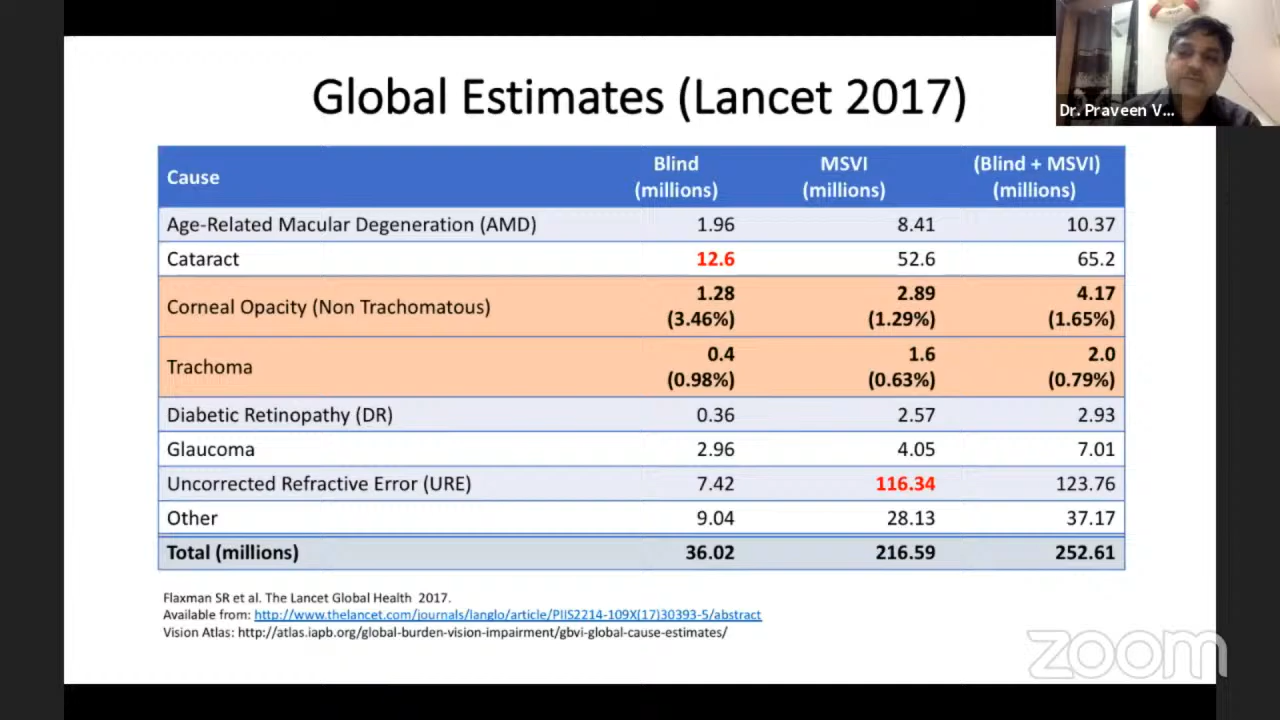 Global Estimates (Lancet 2017)
Dr. Praveen V...
Cause Blind (millions) MSVI (millions) (Blind + MSVI) (millions)
Age-Related Macular Degeneration (AMD) 1.96 8.41 10.37
Cataract 12.6 52.6 65.2
Corneal Opacity (Non Trachomatous) 1.28 (3.46%) 2.89 (1.29%) 4.17 (1.65%)
Trachoma 0.4 (0.98%) 1.6 (0.63%) 2.0 (0.79%)
Diabetic Retinopathy (DR) 0.36 2.57 2.93
Glaucoma 2.96 4.05 7.01
Uncorrected Refractive Error (URE) 7.42 116.34 123.76
Other 9.04 28.13 37.17
Total (millions) 36.02 216.59 252.61
Flaxman SR et al. The Lancet Global Health 2017.
Available from: http://www.thelancet.com/journals/langlo/article/PIIS2214-109X(17)30393-5/abstract
Vision Atlas: http://atlas.iapb.org/global-burden-vision-impairment/gbvi-global-cause-estimates/
zoom